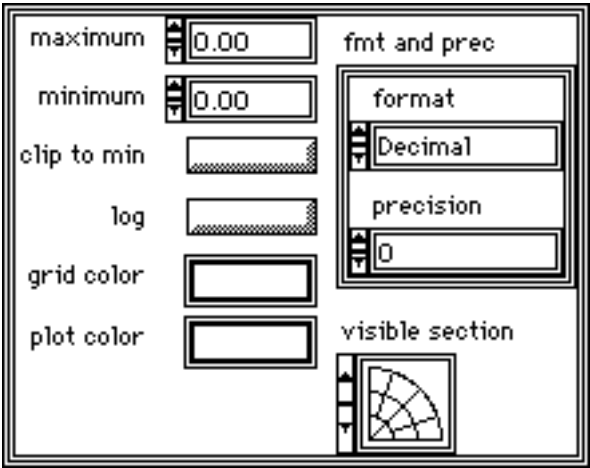 maximum
0.00
minimum
0.00
clip to min
log
grid color
plot color
fmt and prec
format
Decimal
precision
0
visible section